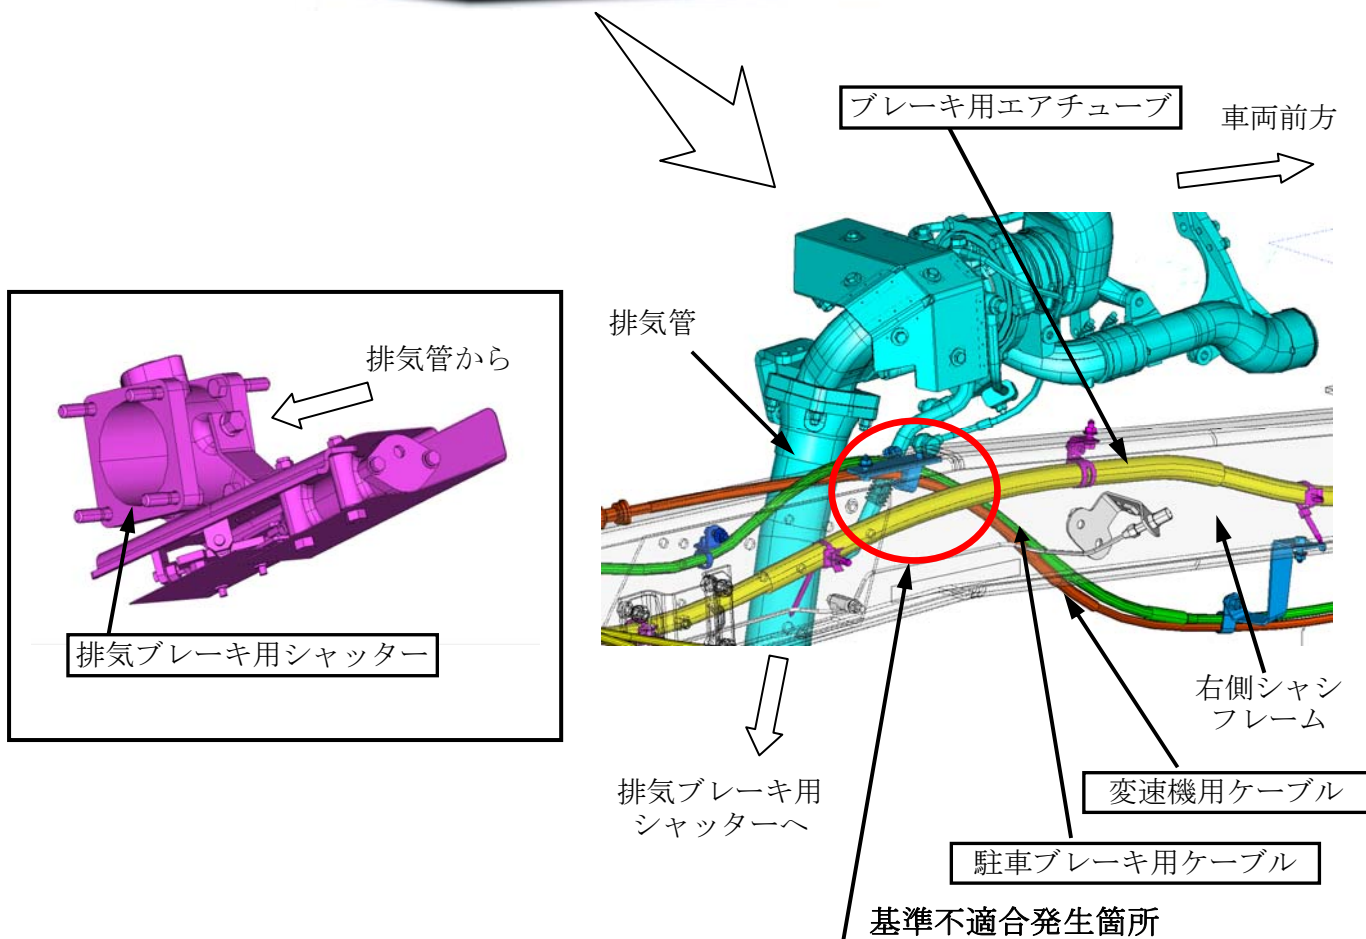 ブレーキ用エアチューブ
車両前方
排気管
排気管から
排気ブレーキ用シャッター
右側シャシ
フレーム
排気ブレーキ用
シャッターへ
変速機用ケーブル
駐車ブレーキ用ケーブル
基準不適合発生箇所